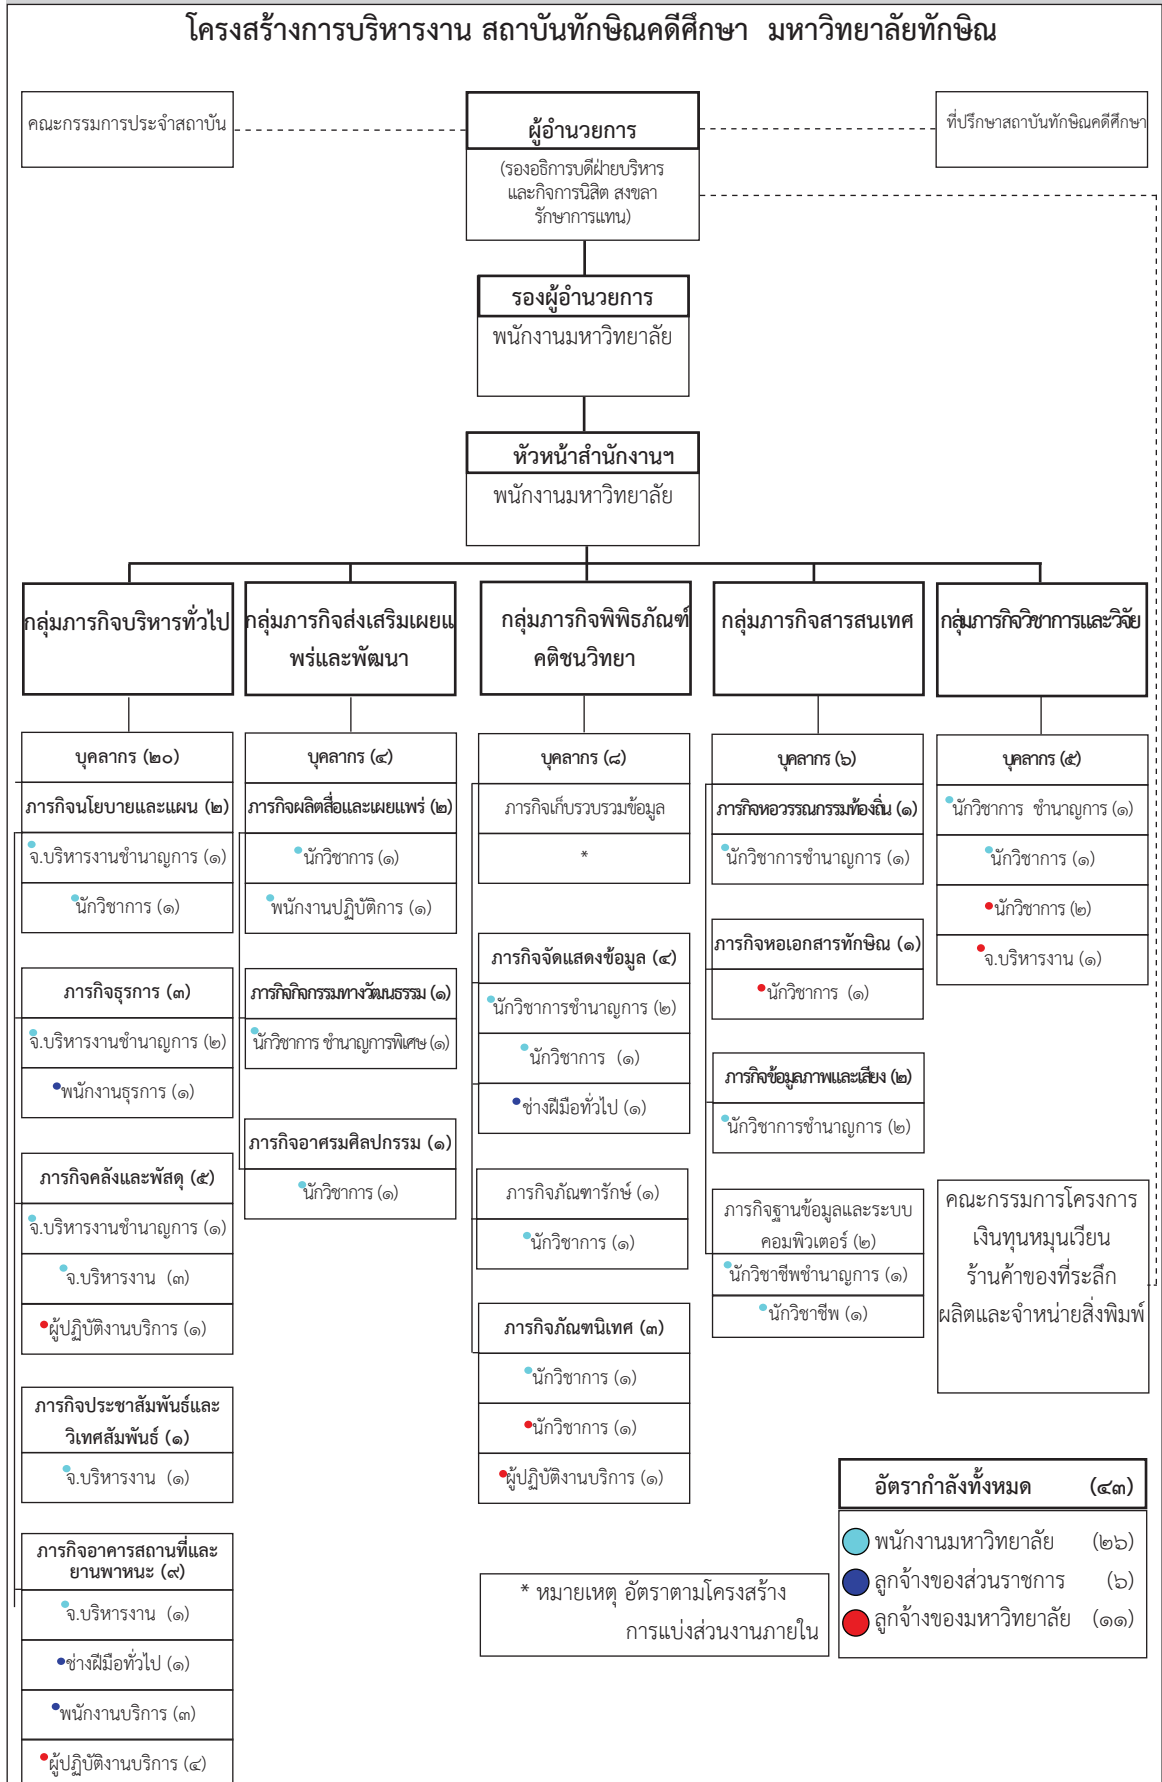 โครงสร้างการบริหารงาน สถาบันทักษิณคดีศึกษา มหาวิทยาลัยทักษิณ
คณะกรรมการประจำสถาบัน
ผู้อำนวยการ
(รองอธิการบดีฝ่ายบริหาร
และกิจการนิสิต สงขลา
รักษาการแทน)
ที่ปรึกษาสถาบันทักษิณคดีศึกษา
รองผู้อำนวยการ
พนักงานมหาวิทยาลัย
หัวหน้าสำนักงานฯ
พนักงานมหาวิทยาลัย
กลุ่มภารกิจบริหารทั่วไป
บุคลากร (๒๐)
ภารกิจนโยบายและแผน (๒)
จ.บริหารงานชำนาญการ (๑)
นักวิชาการ (๑)
ภารกิจธุรการ (๓)
จ.บริหารงานชำนาญการ (๒)
พนักงานธุรการ (๑)
ภารกิจคลังและพัสดุ (๕)
จ.บริหารงานชำนาญการ (๑)
จ.บริหารงาน (๓)
ผู้ปฏิบัติงานบริการ (๑)
ภารกิจประชาสัมพันธ์และ
วิเทศสัมพันธ์ (๑)
จ.บริหารงาน (๑)
ภารกิจอาคารสถานที่และ
ยานพาหนะ (๙)
จ.บริหารงาน (๑)
ช่างฝีมือทั่วไป (๑)
พนักงานบริการ (๓)
ผู้ปฏิบัติงานบริการ (๔)
กลุ่มภารกิจส่งเสริมเผยแ
พร่และพัฒนา
บุคลากร (๔)
ภารกิจผลิตสื่อและเผยแพร่ (๒)
นักวิชาการ (๑)
พนักงานปฏิบัติการ (๑)
ภารกิจกิจกรรมทางวัฒนธรรม (๑)
นักวิชาการ ชำนาญการพิเศษ (๑)
ภารกิจอาศรมศิลปกรรม (๑)
นักวิชาการ (๑)
กลุ่มภารกิจพิพิธภัณฑ์
คติชนวิทยา
บุคลากร (๘)
ภารกิจเก็บรวบรวมข้อมูล
*
ภารกิจจัดแสดงข้อมูล (๔)
นักวิชาการชำนาญการ (๒)
นักวิชาการ (๑)
ช่างฝีมือทั่วไป (๑)
ภารกิจภัณฑารักษ์ (๑)
นักวิชาการ (๑)
ภารกิจภัณฑนิเทศ (๓)
นักวิชาการ (๑)
นักวิชาการ (๑)
ผู้ปฏิบัติงานบริการ (๑)
กลุ่มภารกิจสารสนเทศ
บุคลากร (๖)
ภารกิจหอวรรณกรรมท้องถิ่น (๑)
นักวิชาการชำนาญการ (๑)
ภารกิจหอเอกสารทักษิณ (๑)
นักวิชาการ (๑)
ภารกิจข้อมูลภาพและเสียง (๒)
นักวิชาการชำนาญการ (๒)
ภารกิจฐานข้อมูลและระบบ
คอมพิวเตอร์ (๒)
นักวิชาชีพชำนาญการ (๑)
นักวิชาชีพ (๑)
กลุ่มภารกิจวิชาการและวิจัย
บุคลากร (๕)
นักวิชาการ ชำนาญการ (๑)
นักวิชาการ (๑)
นักวิชาการ (๒)
จ.บริหารงาน (๑)
คณะกรรมการโครงการ
เงินทุนหมุนเวียน
ร้านค้าของที่ระลึก
ผลิตและจำหน่ายสิ่งพิมพ์
* หมายเหตุ อัตราตามโครงสร้าง
การแบ่งส่วนงานภายใน
อัตรากำลังทั้งหมด (๔๓)
พนักงานมหาวิทยาลัย (๒๖)
ลูกจ้างของส่วนราชการ (๖)
ลูกจ้างของมหาวิทยาลัย (๑๑)